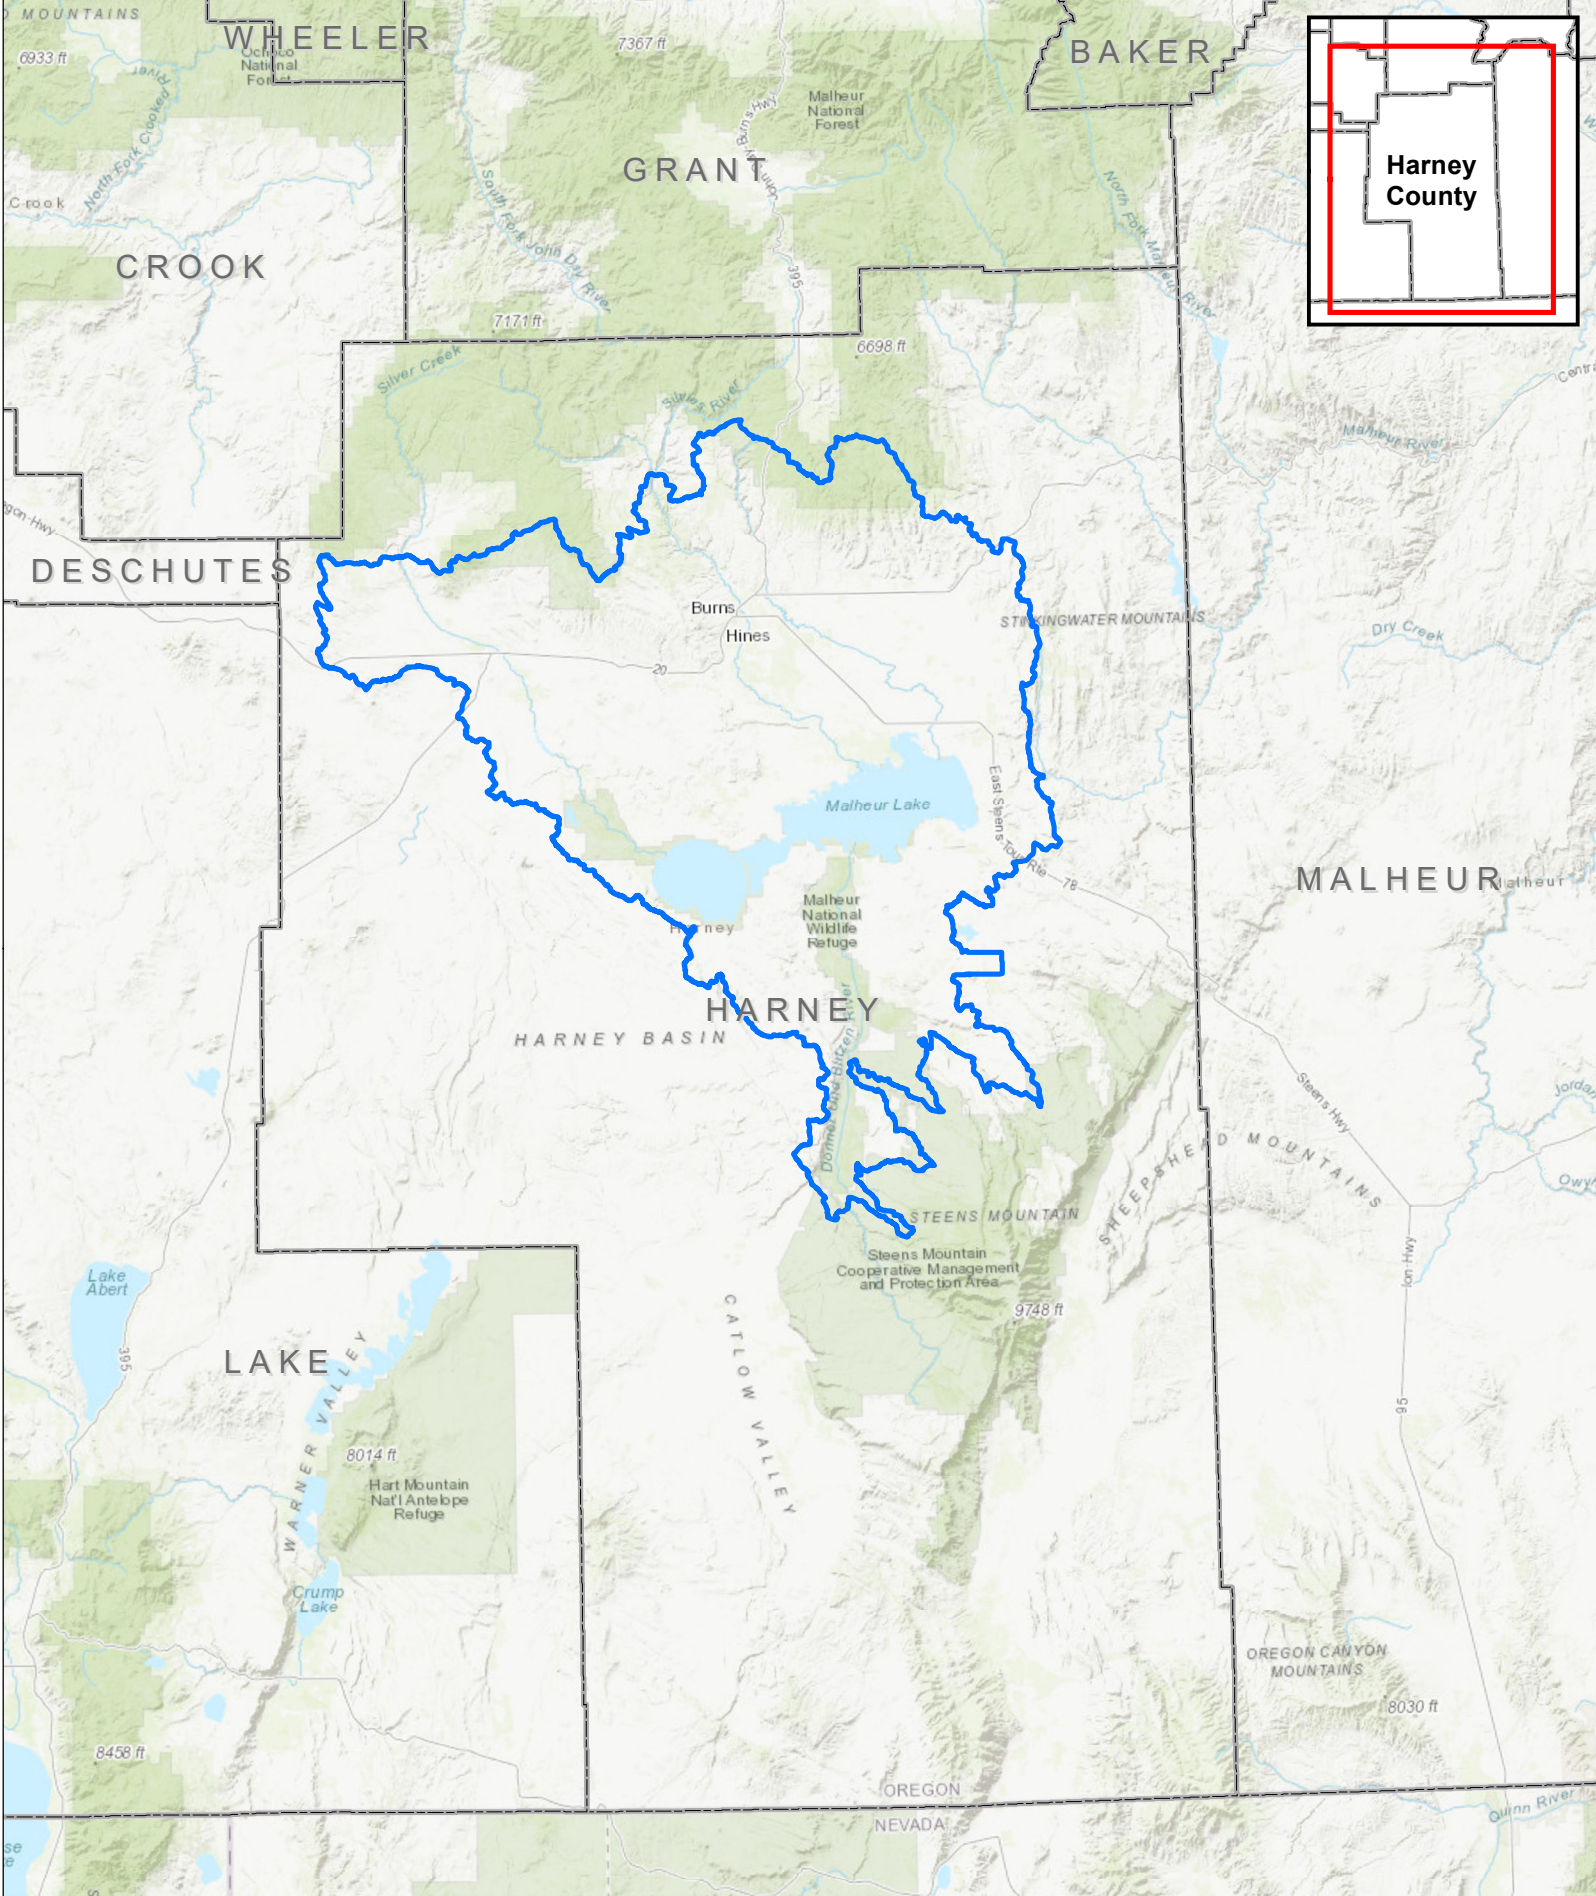 MOUNTAINS
WHEELER
6933 ft
Ochoco
National
Forest
7367 ft
BAKER
Malheur
National
Forest
John Day Burns Hwy
GRANT
North Fork Crooked River
South Fork John Day River
North Fork Malheur River
Harney
County
Crook
CROOK
395
7171 ft
6698 ft
Silver Creek
Silvies River
Malheur River
DESCHUTES
Burns
Hines
STINKINGWATER MOUNTAINS
Dry Creek
20
Malheur Lake
East Steens Tour Rte
78
MALHEUR
Malheur
Malheur
National
Wildlife
Refuge
Harney
HARNEY
HARNEY BASIN
Donner Und Blitzen River
Steens Hwy
SHEEPSHEAD MOUNTAINS
STEENS MOUNTAIN
Steens Mountain
Cooperative Management
and Protection Area
9748 ft
Ion Hwy
Lake
Abert
395
LAKE
WARNER VALLEY
CATLOW VALLEY
95
8014 ft
Hart Mountain
Nat'l Antelope
Refuge
Crump
Lake
OREGON CANYON
MOUNTAINS
8030 ft
8458 ft
OREGON
NEVADA
Quinn River